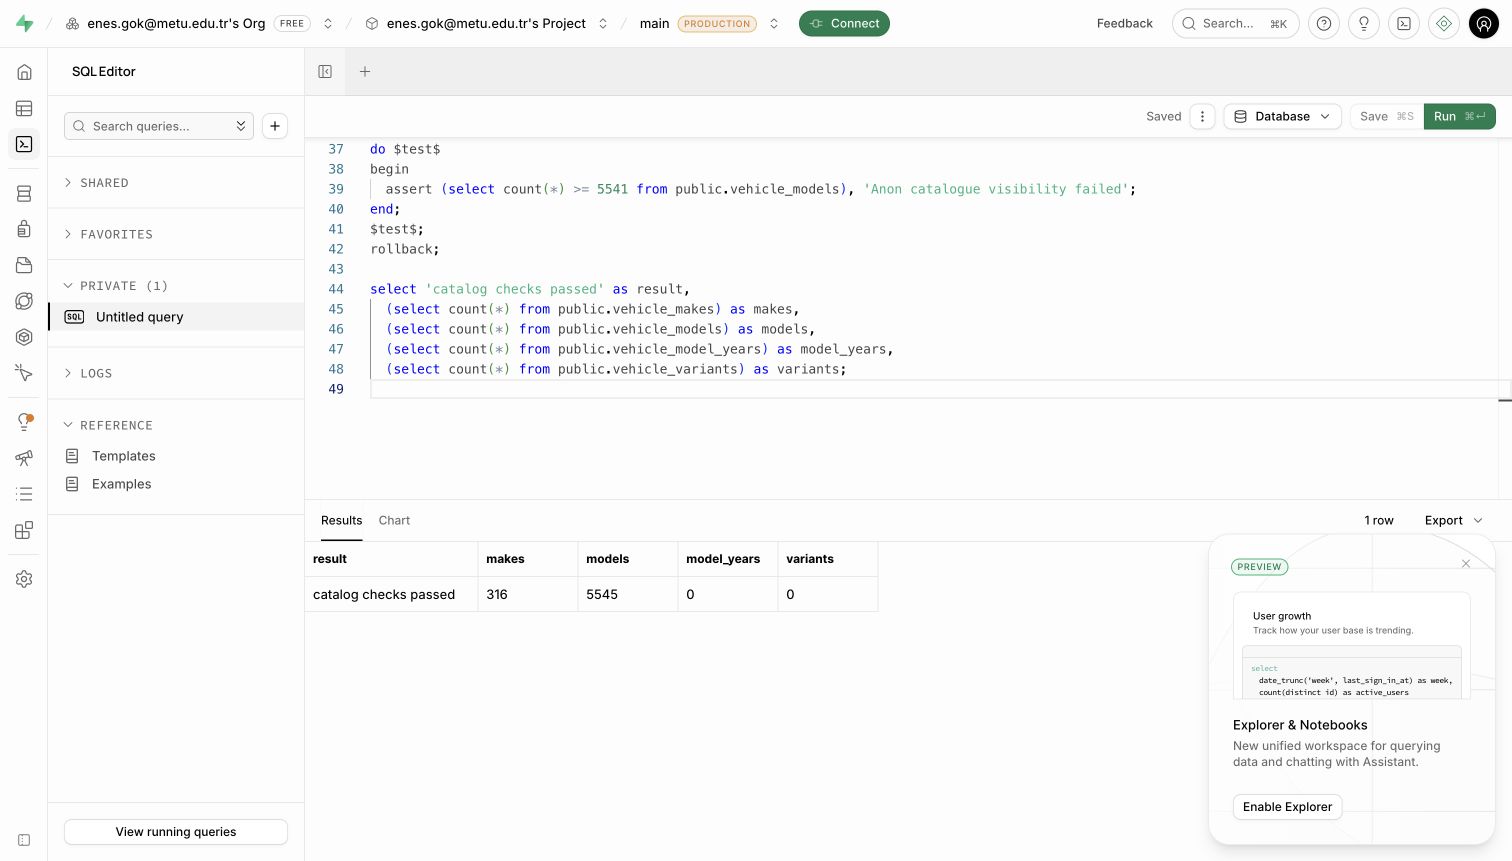 enes.gok@metu.edu.tr's Org FREE enes.gok@metu.edu.tr's Project main PRODUCTION Connect Feedback Search... ⌘K
SQL Editor
Search queries...
SHARED
FAVORITES
PRIVATE (1)
SQL Untitled query
LOGS
REFERENCE
Templates
Examples
View running queries
Saved Database Save ⌘S Run ⌘↵
37 do $test$
38 begin
39 assert (select count(*) >= 5541 from public.vehicle_models), 'Anon catalogue visibility failed';
40 end;
41 $test$;
42 rollback;
43
44 select 'catalog checks passed' as result,
45 (select count(*) from public.vehicle_makes) as makes,
46 (select count(*) from public.vehicle_models) as models,
47 (select count(*) from public.vehicle_model_years) as model_years,
48 (select count(*) from public.vehicle_variants) as variants;
49
Results Chart 1 row Export
result makes models model_years variants
catalog checks passed 316 5545 0 0
PREVIEW
User growth
Track how your user base is trending.
select
date_trunc('week', last_sign_in_at) as week,
count(distinct id) as active_users
Explorer & Notebooks
New unified workspace for querying
data and chatting with Assistant.
Enable Explorer